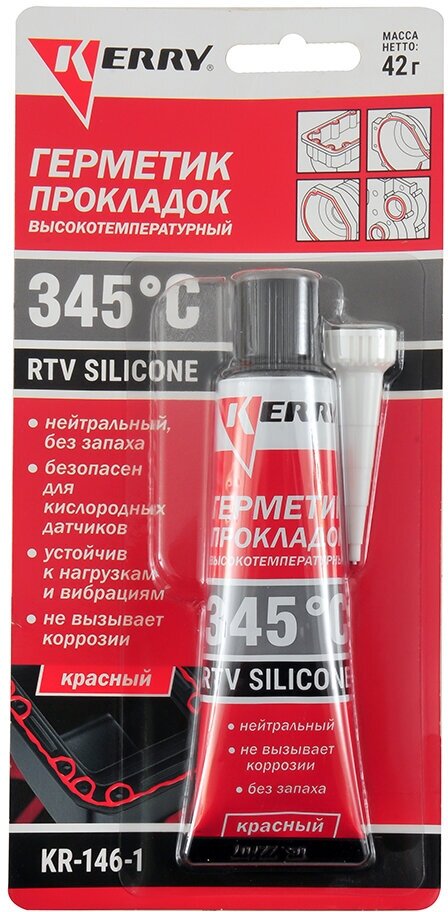 KERRY®
МАССА
НЕТТО:
42 г
ГЕРМЕТИК
ПРОКЛАДОК
ВЫСОКОТЕМПЕРАТУРНЫЙ
345°C
RTV SILICONE
• нейтральный,
без запаха
• безопасен
для
кислородных
датчиков
• устойчив
к нагрузкам
и вибрациям
• не вызывает
коррозии
красный
KR-146-1
KERRY
ГЕРМЕТИК
ПРОКЛАДОК
ВЫСОКОТЕМПЕРАТУРНЫЙ
345°C
RTV SILICONE
• нейтральный
• не вызывает
коррозии
• без запаха
красный